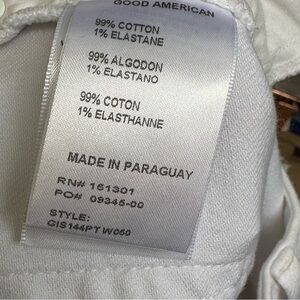 GOOD AMERICAN
99% COTTON
1% ELASTANE
99% ALGODON
1% ELASTANO
99% COTON
1% ELASTHANNE
MADE IN PARAGUAY
RN# 151301
PO# 09345-00
STYLE:
GIS144PT W050